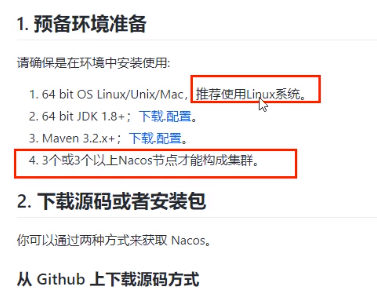 1. 预备环境准备
请确保是在环境中安装使用:
1. 64 bit OS Linux/Unix/Mac，推荐使用Linux系统。
2. 64 bit JDK 1.8+；下载.配置。
3. Maven 3.2.x+；下载.配置。
4. 3个或3个以上Nacos节点才能构成集群。
2. 下载源码或者安装包
你可以通过两种方式来获取 Nacos。
从 Github 上下载源码方式